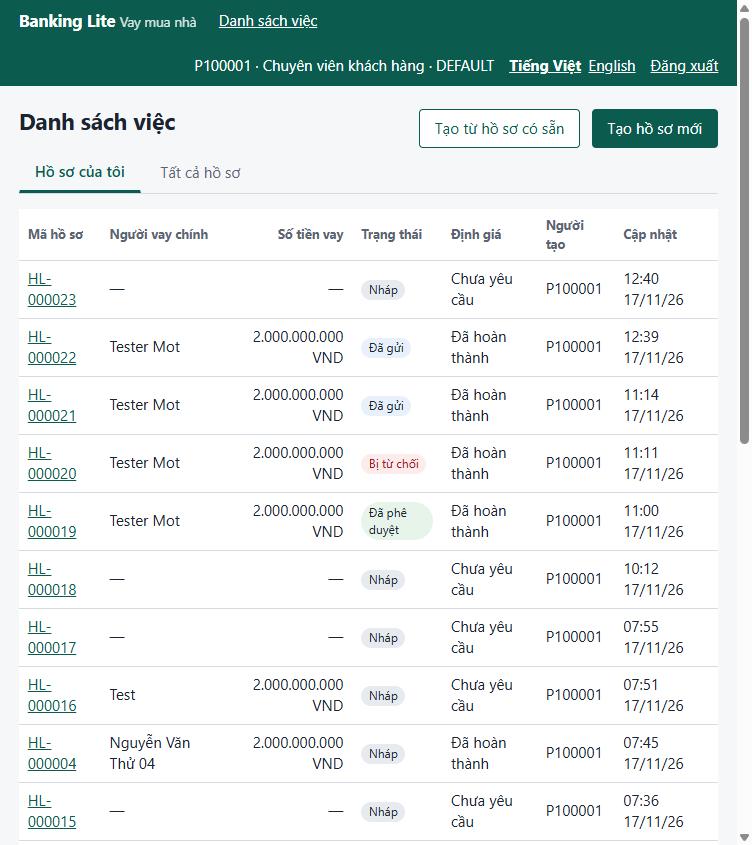 Banking Lite Vay mua nhà Danh sách việc
P100001 · Chuyên viên khách hàng · DEFAULT Tiếng Việt English Đăng xuất
Danh sách việc
Tạo từ hồ sơ có sẵn Tạo hồ sơ mới
Hồ sơ của tôi Tất cả hồ sơ
Mã hồ sơ Người vay chính Số tiền vay Trạng thái Định giá Người tạo Cập nhật
HL-000023 — — Nháp Chưa yêu cầu P100001 12:40 17/11/26
HL-000022 Tester Mot 2.000.000.000 VND Đã gửi Đã hoàn thành P100001 12:39 17/11/26
HL-000021 Tester Mot 2.000.000.000 VND Đã gửi Đã hoàn thành P100001 11:14 17/11/26
HL-000020 Tester Mot 2.000.000.000 VND Bị từ chối Đã hoàn thành P100001 11:11 17/11/26
HL-000019 Tester Mot 2.000.000.000 VND Đã phê duyệt Đã hoàn thành P100001 11:00 17/11/26
HL-000018 — — Nháp Chưa yêu cầu P100001 10:12 17/11/26
HL-000017 — — Nháp Chưa yêu cầu P100001 07:55 17/11/26
HL-000016 Test 2.000.000.000 VND Nháp Chưa yêu cầu P100001 07:51 17/11/26
HL-000004 Nguyễn Văn Thử 04 2.000.000.000 VND Nháp Đã hoàn thành P100001 07:45 17/11/26
HL-000015 — — Nháp Chưa yêu cầu P100001 07:36 17/11/26